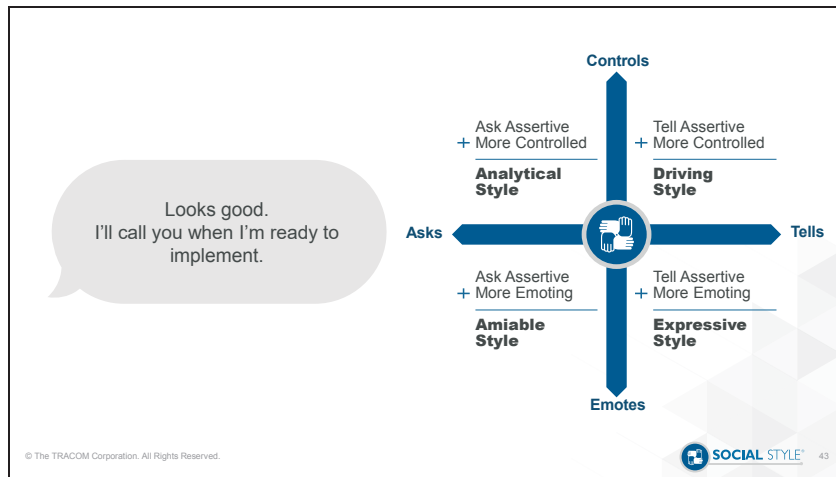 Looks good.
I'll call you when I'm ready to
implement.
Controls
Ask Assertive
+ More Controlled
Analytical
Style
Tell Assertive
+ More Controlled
Driving
Style
Asks
Tells
Ask Assertive
+ More Emoting
Amiable
Style
Tell Assertive
+ More Emoting
Expressive
Style
Emotes
© The TRACOM Corporation. All Rights Reserved.
SOCIAL STYLE®
43